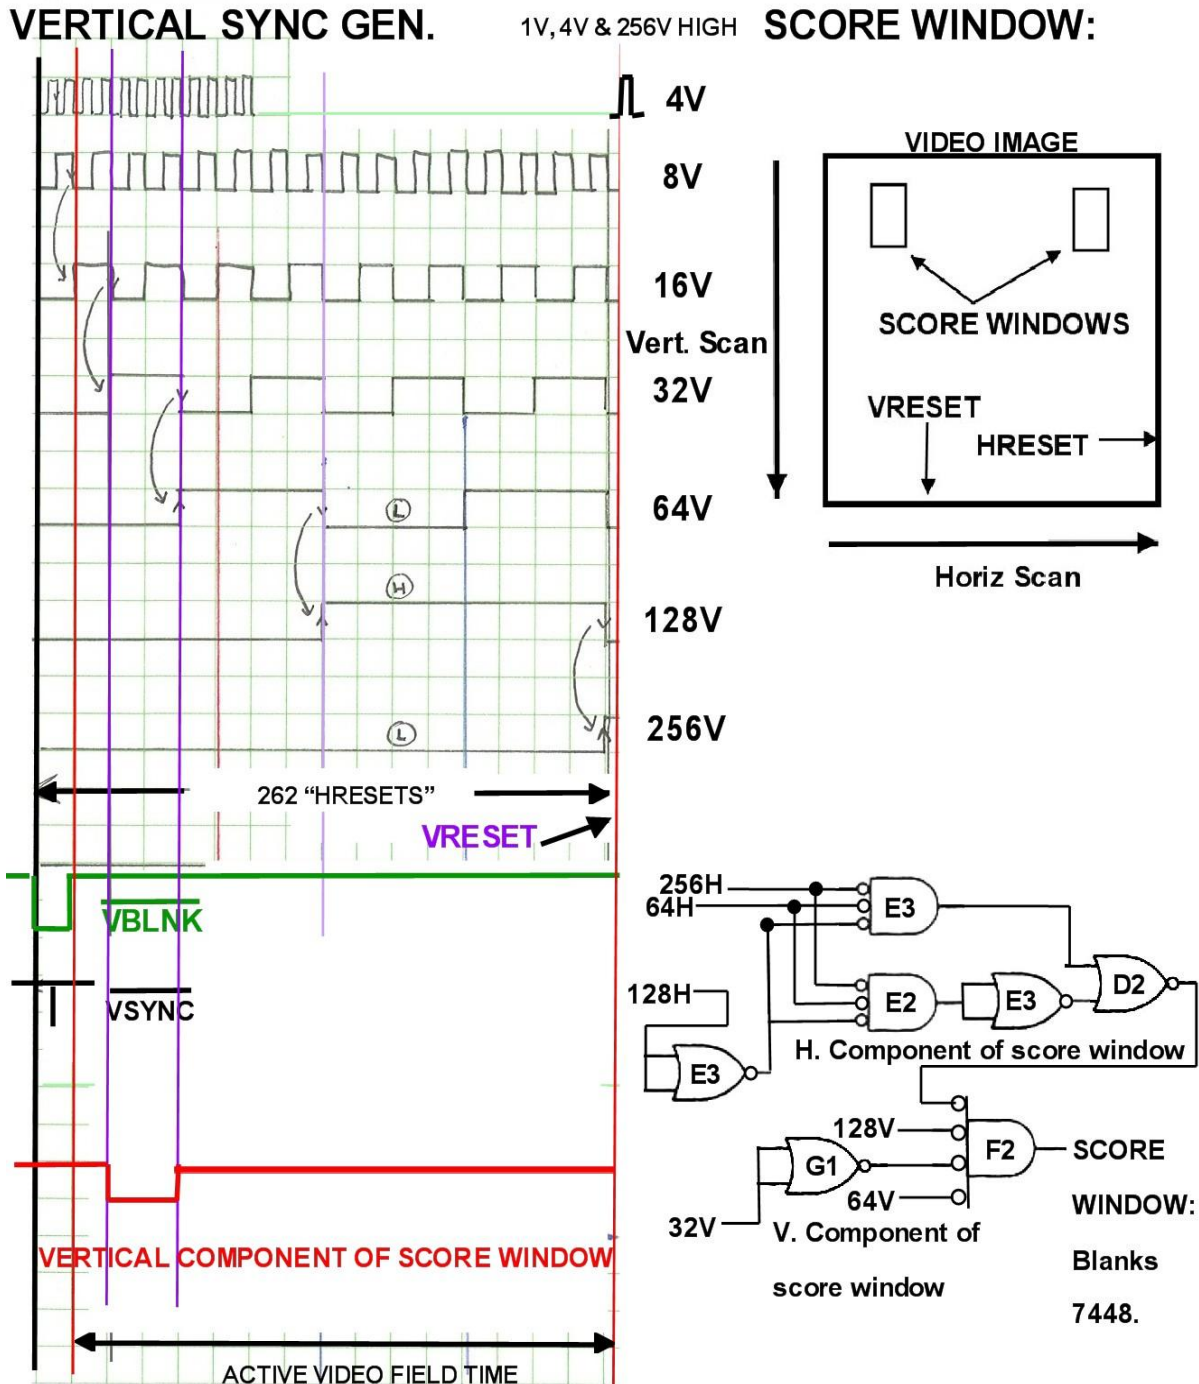 VERTICAL SYNC GEN.
1V, 4V & 256V HIGH
SCORE WINDOW:
4V
8V
16V
Vert. Scan
32V
64V
128V
256V
L
H
L
VIDEO IMAGE
SCORE WINDOWS
VRESET
HRESET
Horiz Scan
262 “HRESETS”
VRESET
VBLNK
VSYNC
VERTICAL COMPONENT OF SCORE WINDOW
ACTIVE VIDEO FIELD TIME
256H
64H
E3
128H
E2
E3
D2
E3
H. Component of score window
128V
G1
F2
SCORE
64V
WINDOW:
32V
V. Component of
score window
Blanks
7448.